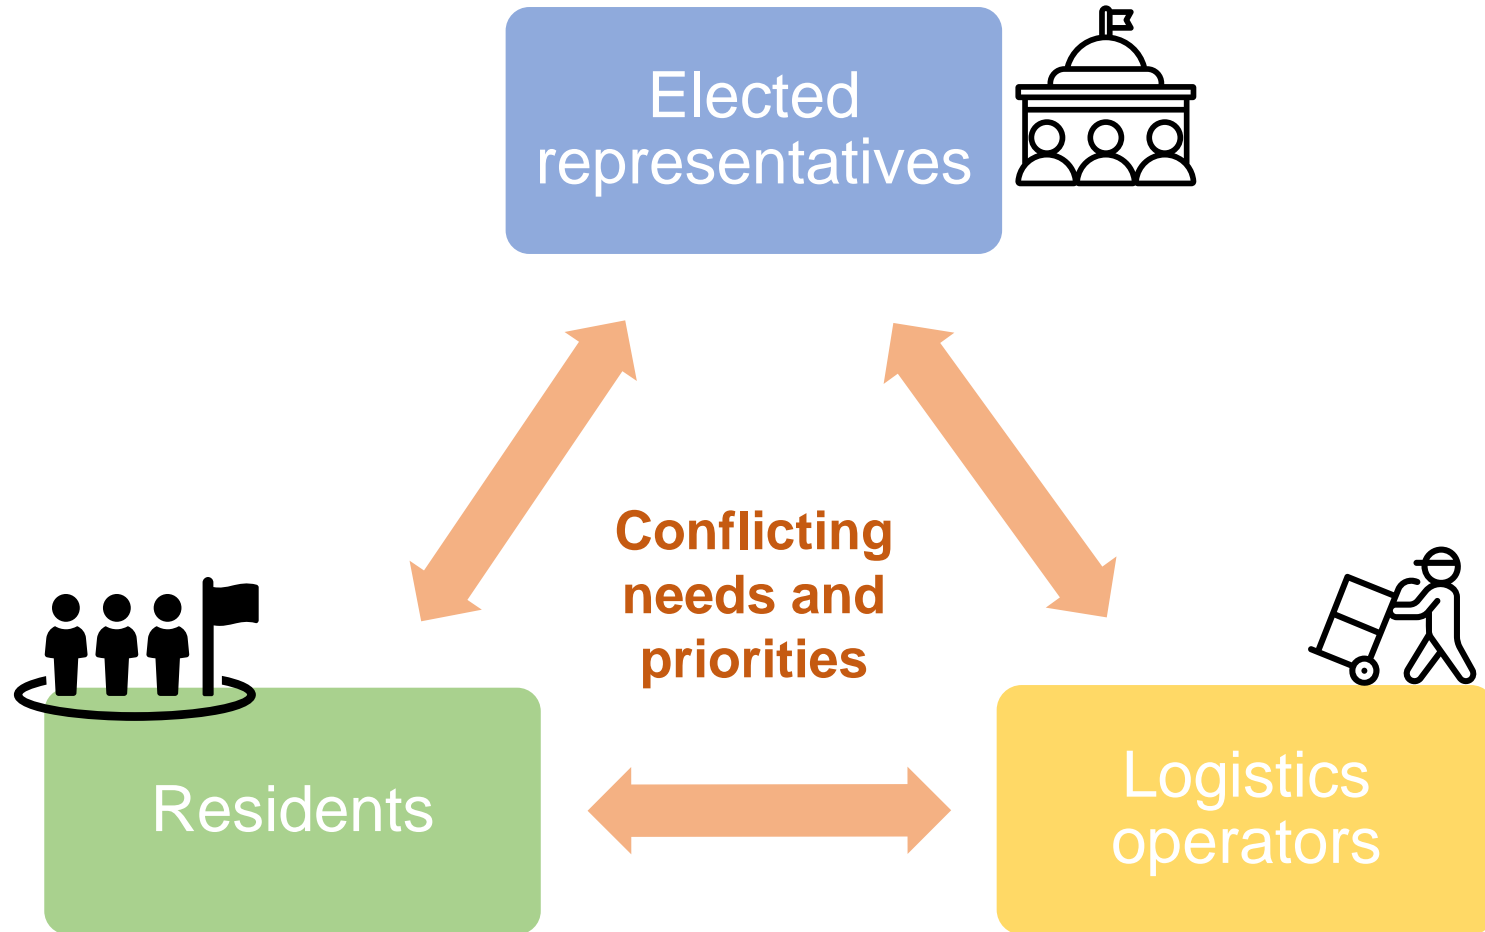 Elected
representatives
Conflicting
needs and
priorities
Residents
Logistics
operators